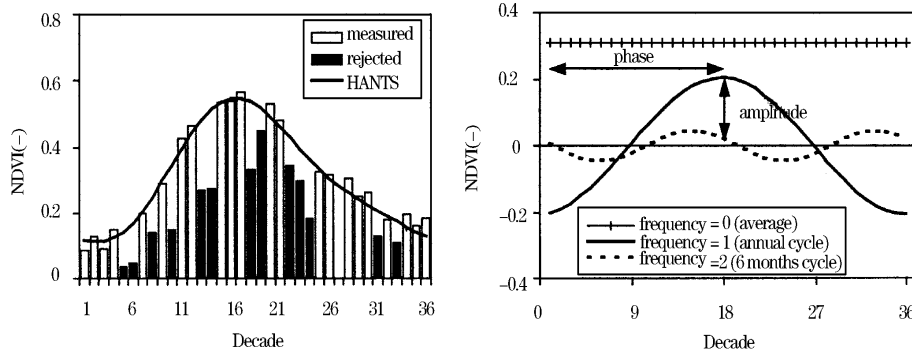 0.8
0.6
0.4
0.2
0
NDVI(−)
measured
rejected
HANTS
1 6 11 16 21 26 31 36
Decade
0.4
0.2
0
−0.2
−0.4
NDVI(−)
phase
amplitude
frequency = 0 (average)
frequency = 1 (annual cycle)
frequency =2 (6 months cycle)
0 9 18 27 36
Decade